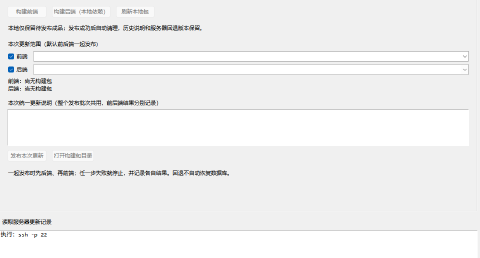 构建前端 构建后端（本地依赖） 刷新本地包
本地仅保留待发布成品；发布成功后自动清理，历史说明和服务器回退版本保留。
本次更新范围（默认前后端一起发布）
前端
后端
前端：尚无构建包
后端：尚无构建包
本次统一更新说明（整个发布批次共用，前后端结果分别记录）
发布本次更新 打开构建包目录
一起发布时先后端、再前端；任一步失败就停止，并记录各自结果。回退不自动恢复数据库。
读取服务器更新记录
执行: ssh -p 22